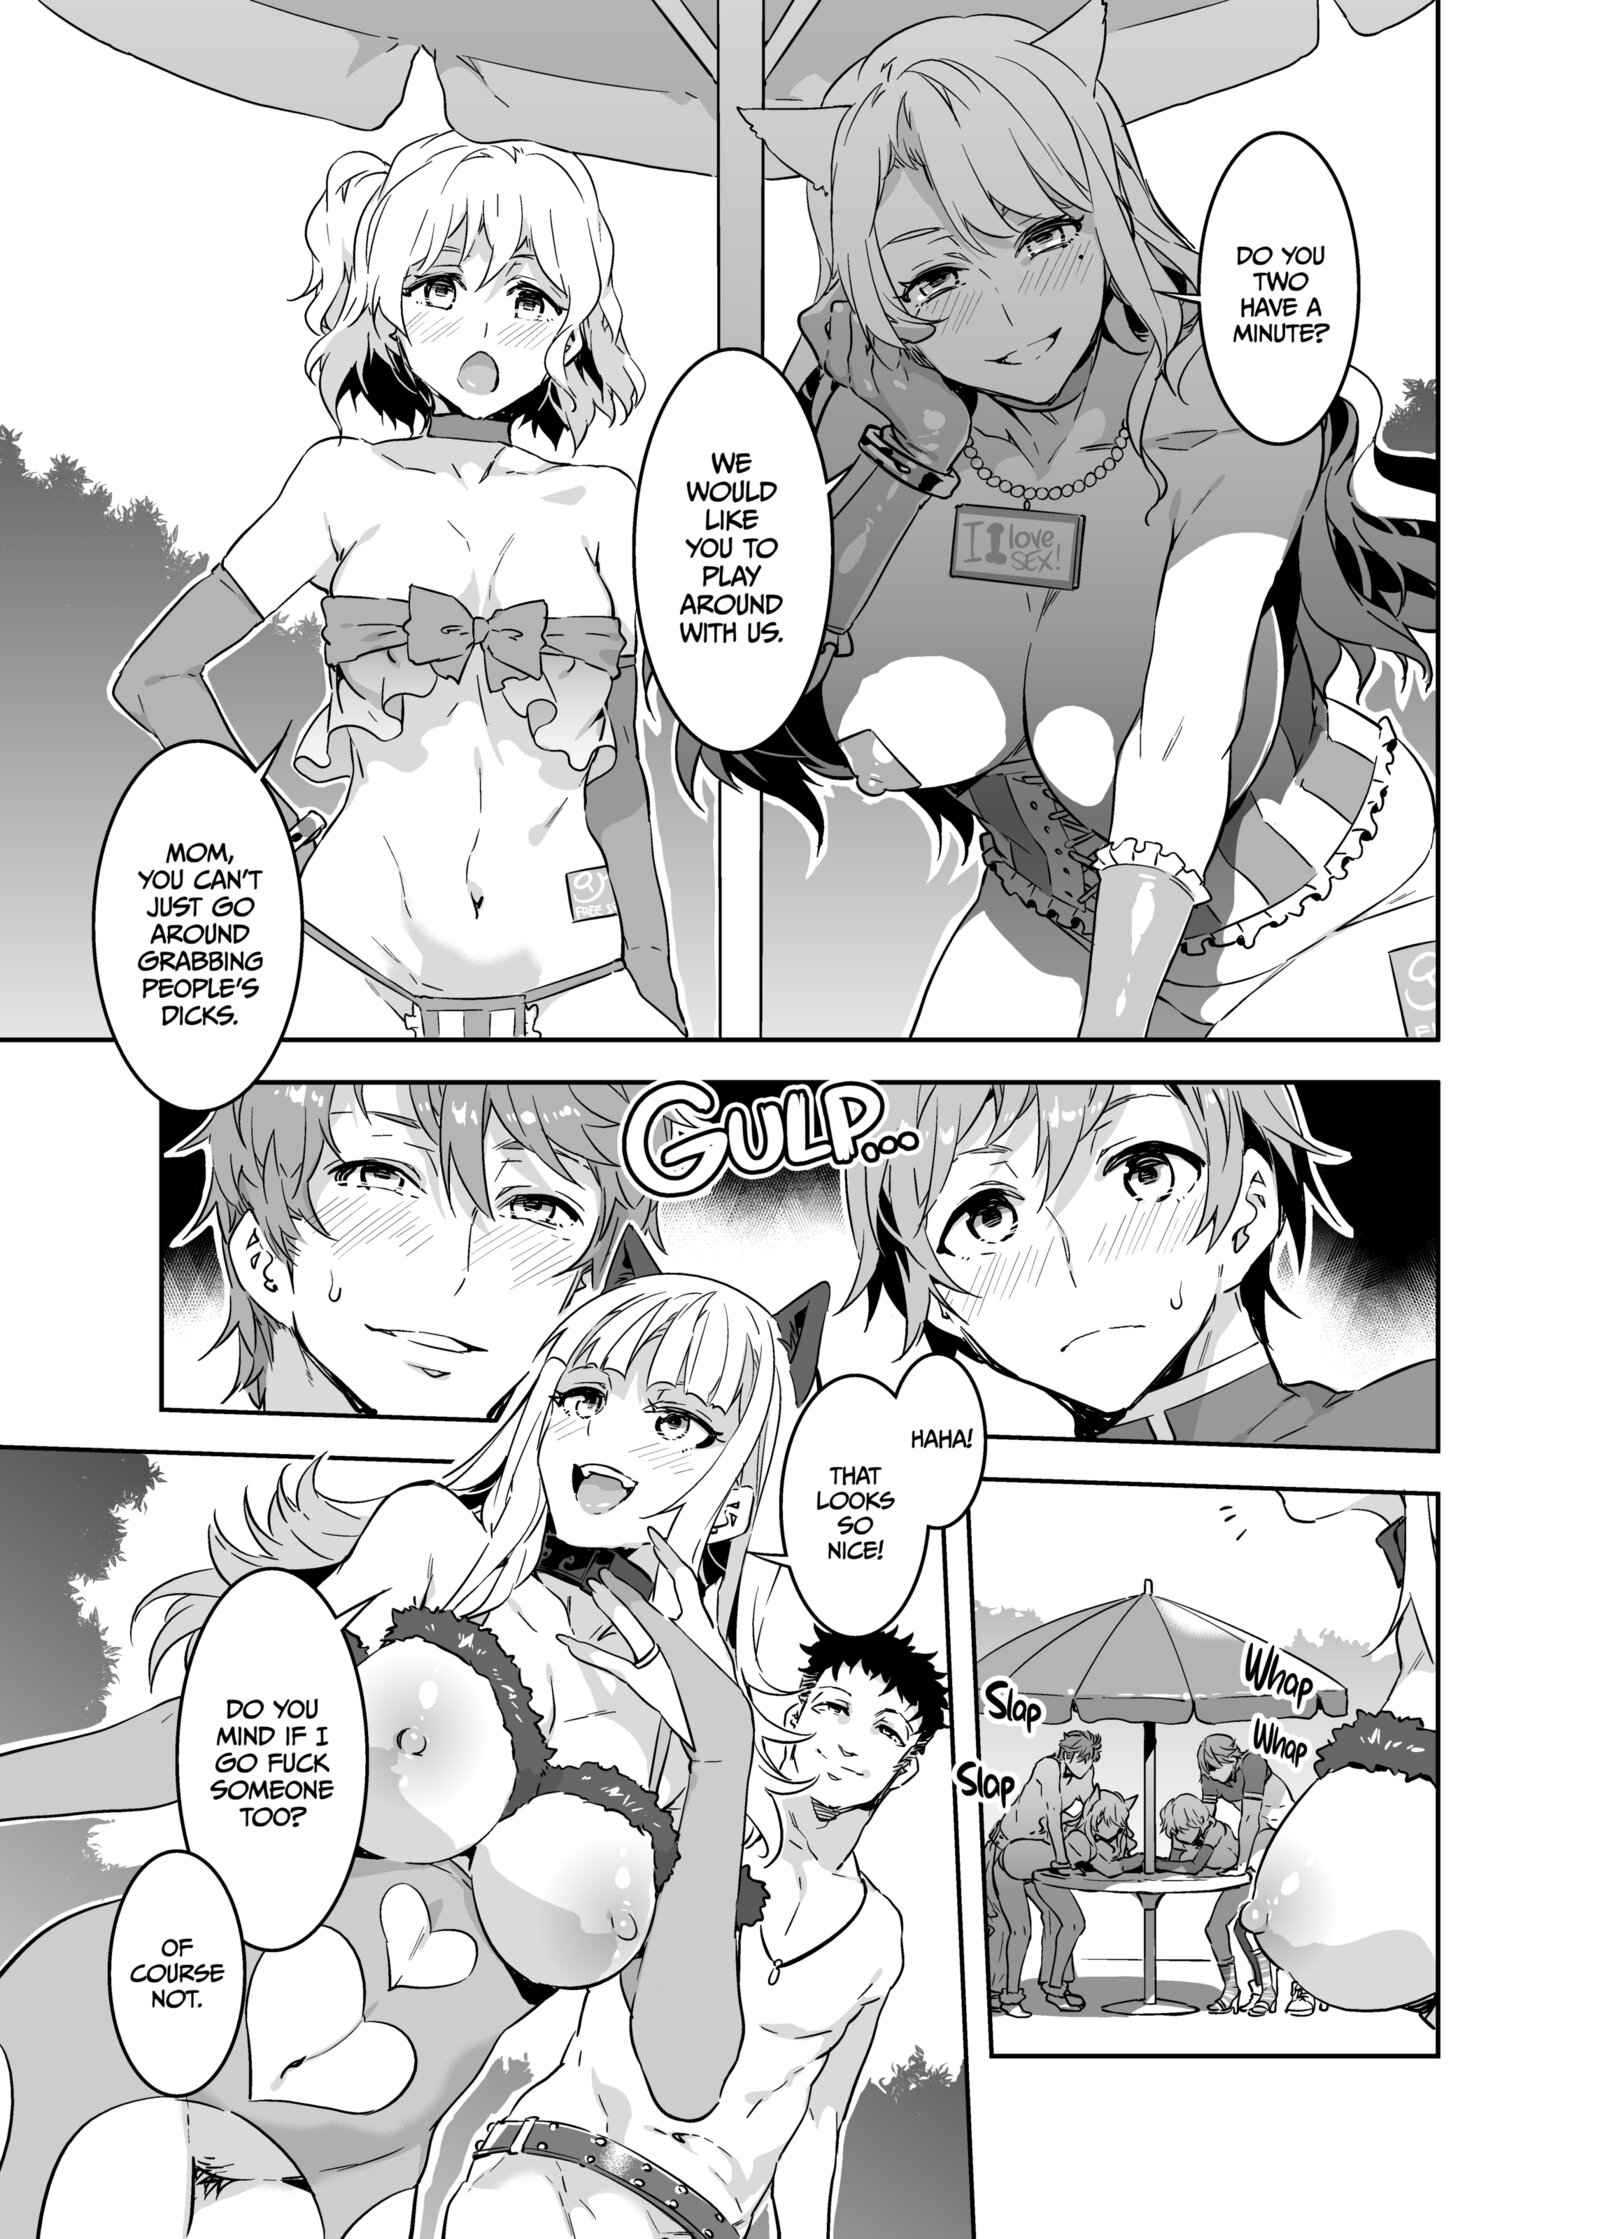 DO YOU
TWO
HAVE A
MINUTE?
WE
WOULD
LIKE
YOU TO
PLAY
AROUND
WITH US.
I love
SEX!
MOM,
YOU CAN'T
JUST GO
AROUND
GRABBING
PEOPLE'S
DICKS.
FREE
GULP...
HAHA!
THAT
LOOKS
SO
NICE!
Whap
Slap
Whap
Slap
DO YOU
MIND IF I
GO FUCK
SOMEONE
TOO?
OF
COURSE
NOT.